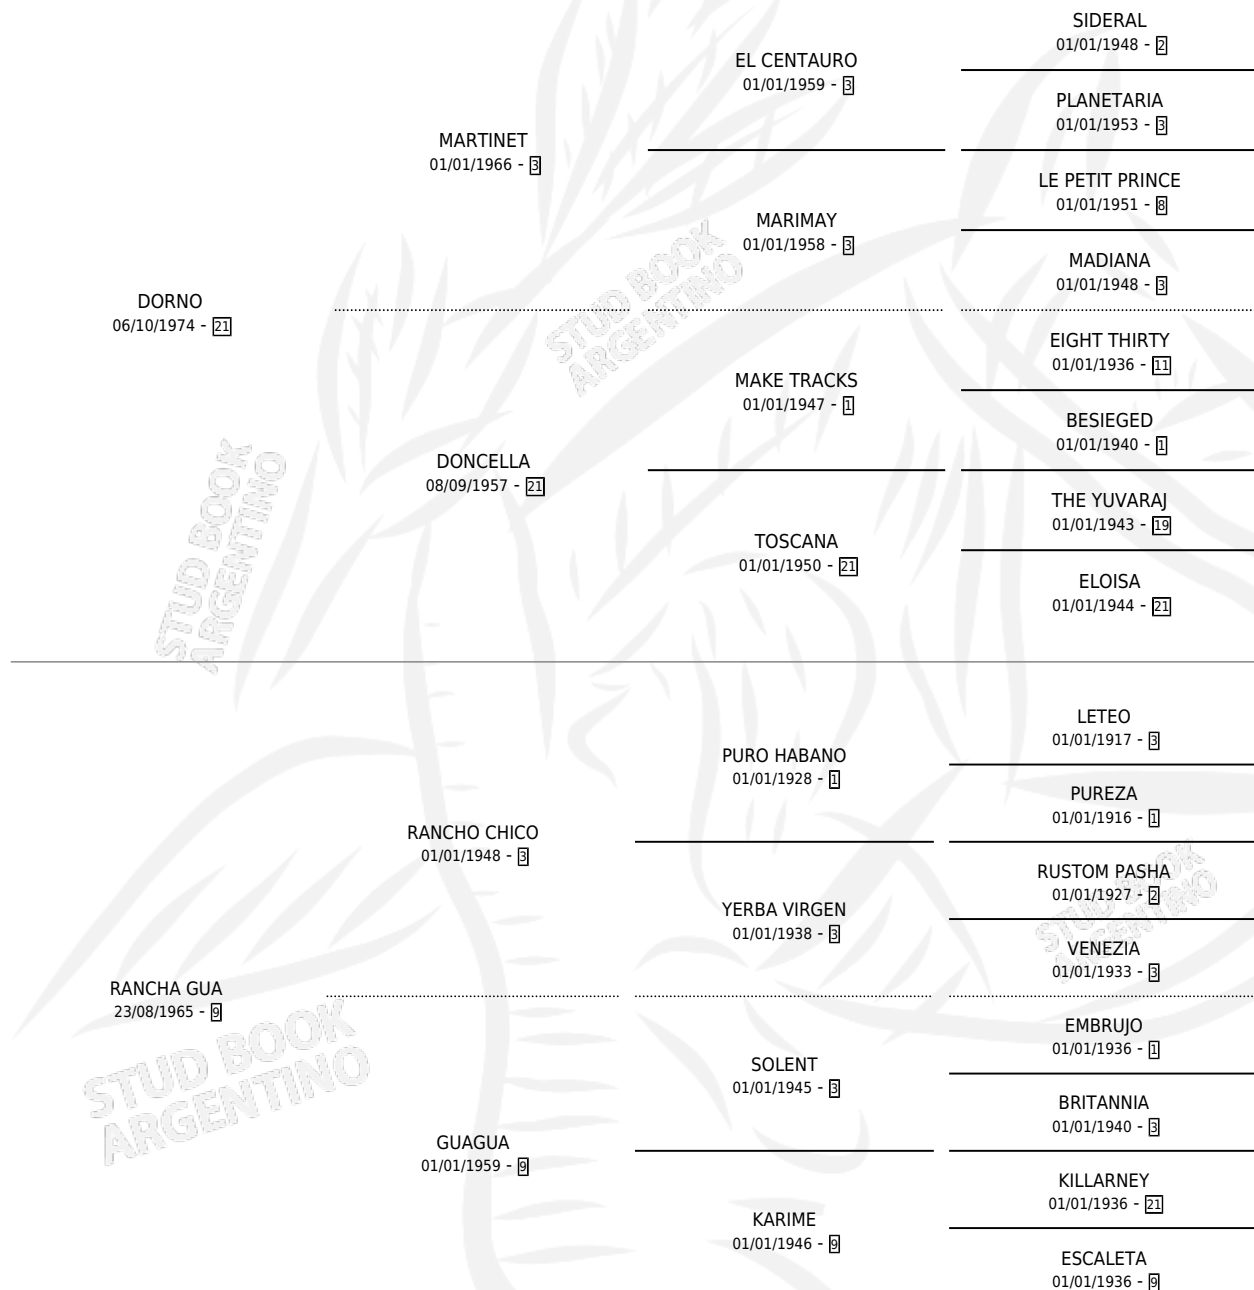 SIDERAL
01/01/1948 - 2
EL CENTAURO
01/01/1959 - 3
PLANETARIA
01/01/1953 - 3
MARTINET
01/01/1966 - 3
LE PETIT PRINCE
01/01/1951 - 8
MARIMAY
01/01/1958 - 3
MADIANA
01/01/1948 - 3
DORNO
06/10/1974 - 21
EIGHT THIRTY
01/01/1936 - 11
MAKE TRACKS
01/01/1947 - 1
BESIEGED
01/01/1940 - 1
DONCELLA
08/09/1957 - 21
THE YUVARAJ
01/01/1943 - 19
TOSCANA
01/01/1950 - 21
ELOISA
01/01/1944 - 21
LETEO
01/01/1917 - 3
PURO HABANO
01/01/1928 - 1
PUREZA
01/01/1916 - 1
RANCHO CHICO
01/01/1948 - 3
RUSTOM PASHA
01/01/1927 - 2
YERBA VIRGEN
01/01/1938 - 3
VENEZIA
01/01/1933 - 3
RANCHA GUA
23/08/1965 - 9
EMBRUJO
01/01/1936 - 1
SOLENT
01/01/1945 - 3
BRITANNIA
01/01/1940 - 3
GUAGUA
01/01/1959 - 9
KILLARNEY
01/01/1936 - 21
KARIME
01/01/1946 - 9
ESCALETA
01/01/1936 - 9
STUD BOOK
ARGENTINO
STUD BOOK
ARGENTINO
STUD BOOK
ARGENTINO
STUD BOOK
ARGENTINO